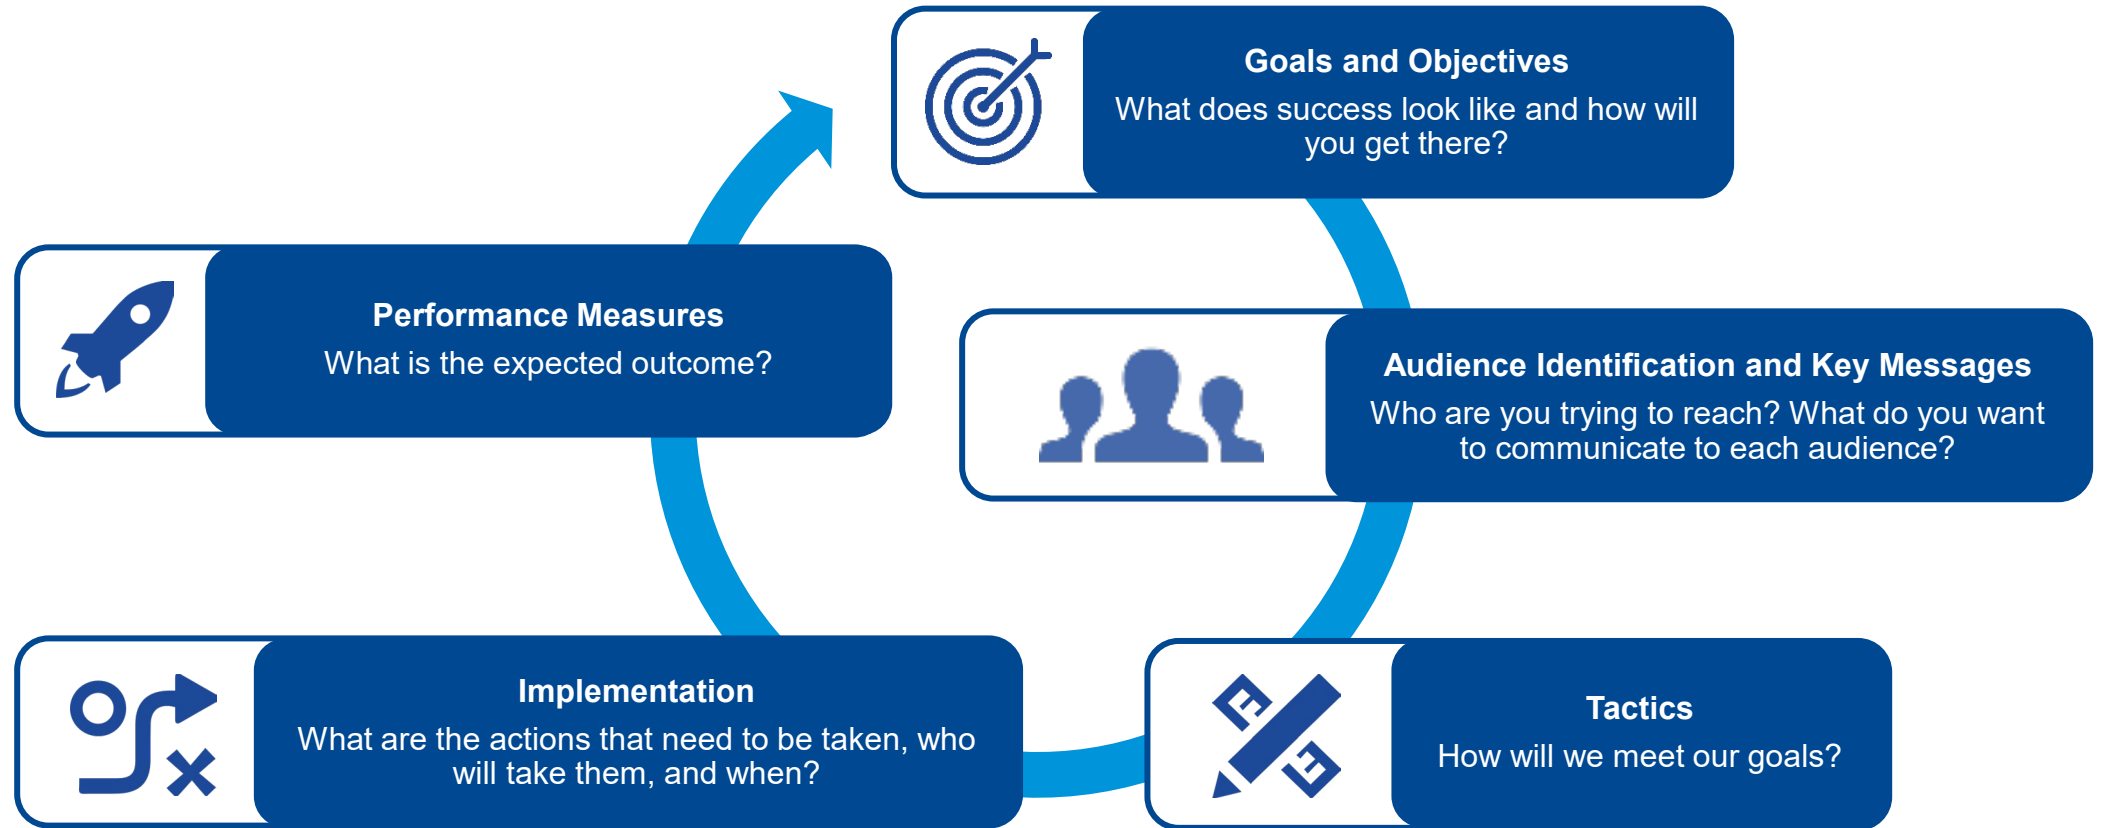 Goals and Objectives
What does success look like and how will
you get there?
Audience Identification and Key Messages
Who are you trying to reach? What do you want
to communicate to each audience?
Tactics
How will we meet our goals?
Implementation
What are the actions that need to be taken, who
will take them, and when?
Performance Measures
What is the expected outcome?